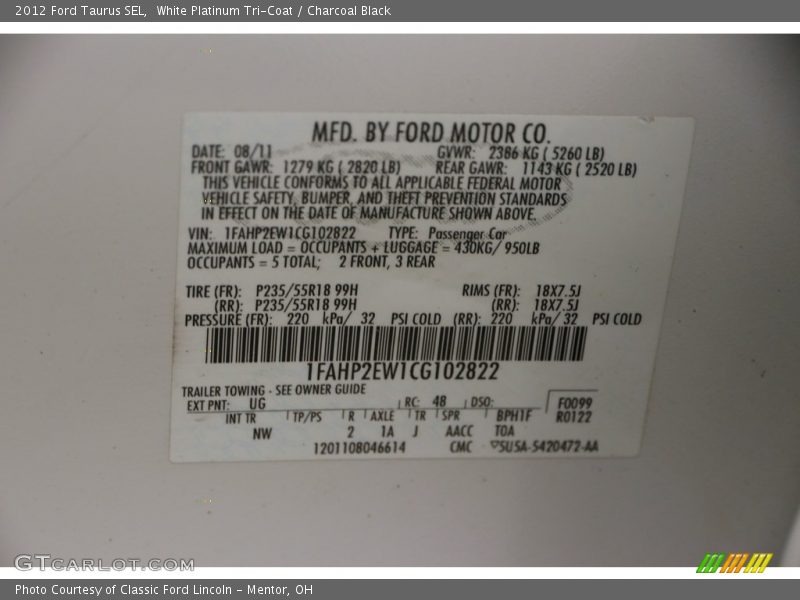 2012 Ford Taurus SEL,  White Platinum Tri-Coat / Charcoal Black
MFD. BY FORD MOTOR CO.
DATE: 08/11 GVWR: 2386 KG ( 5260 LB)
FRONT GAWR: 1279 KG ( 2820 LB) REAR GAWR: 1143 KG ( 2520 LB)
THIS VEHICLE CONFORMS TO ALL APPLICABLE FEDERAL MOTOR
VEHICLE SAFETY, BUMPER, AND THEFT PREVENTION STANDARDS
IN EFFECT ON THE DATE OF MANUFACTURE SHOWN ABOVE.
VIN: 1FAHP2EW1CG102822 TYPE: Passenger Car
MAXIMUM LOAD = OCCUPANTS + LUGGAGE = 430KG/ 950LB
OCCUPANTS = 5 TOTAL; 2 FRONT, 3 REAR
TIRE (FR): P235/55R18 99H RIMS (FR): 18X7.5J
(RR): P235/55R18 99H (RR): 18X7.5J
PRESSURE (FR): 220 kPa/ 32 PSI COLD (RR): 220 kPa/ 32 PSI COLD
1FAHP2EW1CG102822
TRAILER TOWING - SEE OWNER GUIDE
EXT PNT: UG RC: 48 DSO: F0099
INT TR TP/PS R AXLE TR SPR BPH1F R0122
NW 2 1A J AACC TOA
1201108046614 CMC 5U5A-5420472-AA
GTCARLOT.COM
Photo Courtesy of Classic Ford Lincoln - Mentor, OH